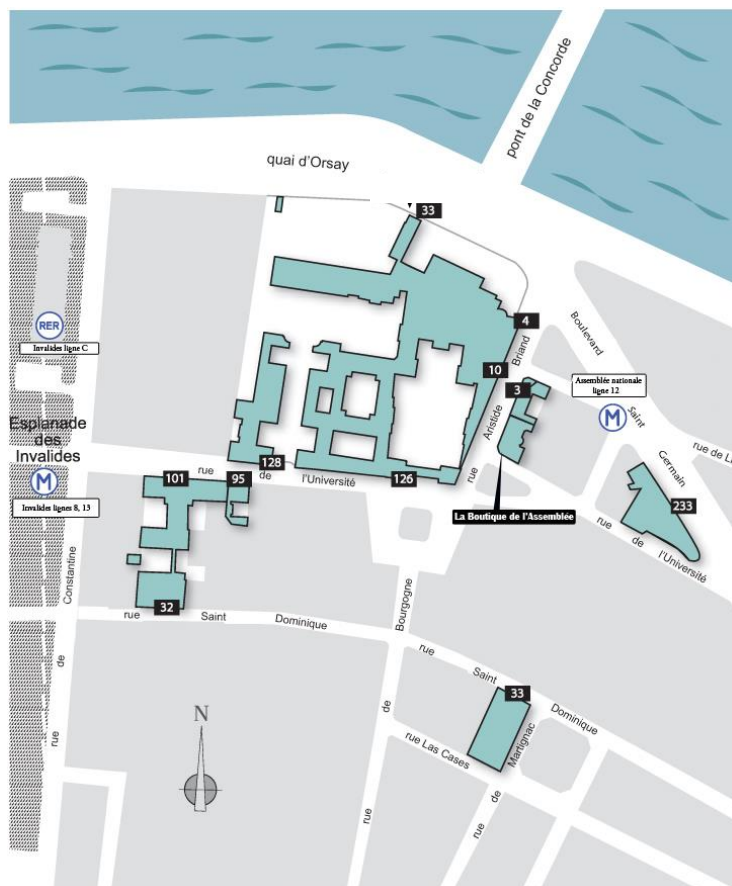 pont de la Concorde
quai d'Orsay
33
RER
Invalides ligne C
4
Boulevard
Briand
10
3
Assemblée nationale
ligne 12
M
Saint
Aristide
Esplanade
des
Invalides
rue de
Germain
M
Invalides lignes 8, 13
101
rue
95
128
de
l'Université
126
rue
233
La Boutique de l'Assemblée
rue
de
l'Université
Constantine
32
rue
Saint
Dominique
Bourgogne
rue
Saint
33
Dominique
N
de
rue Las Cases
Martignac
de
rue
de
rue
rue